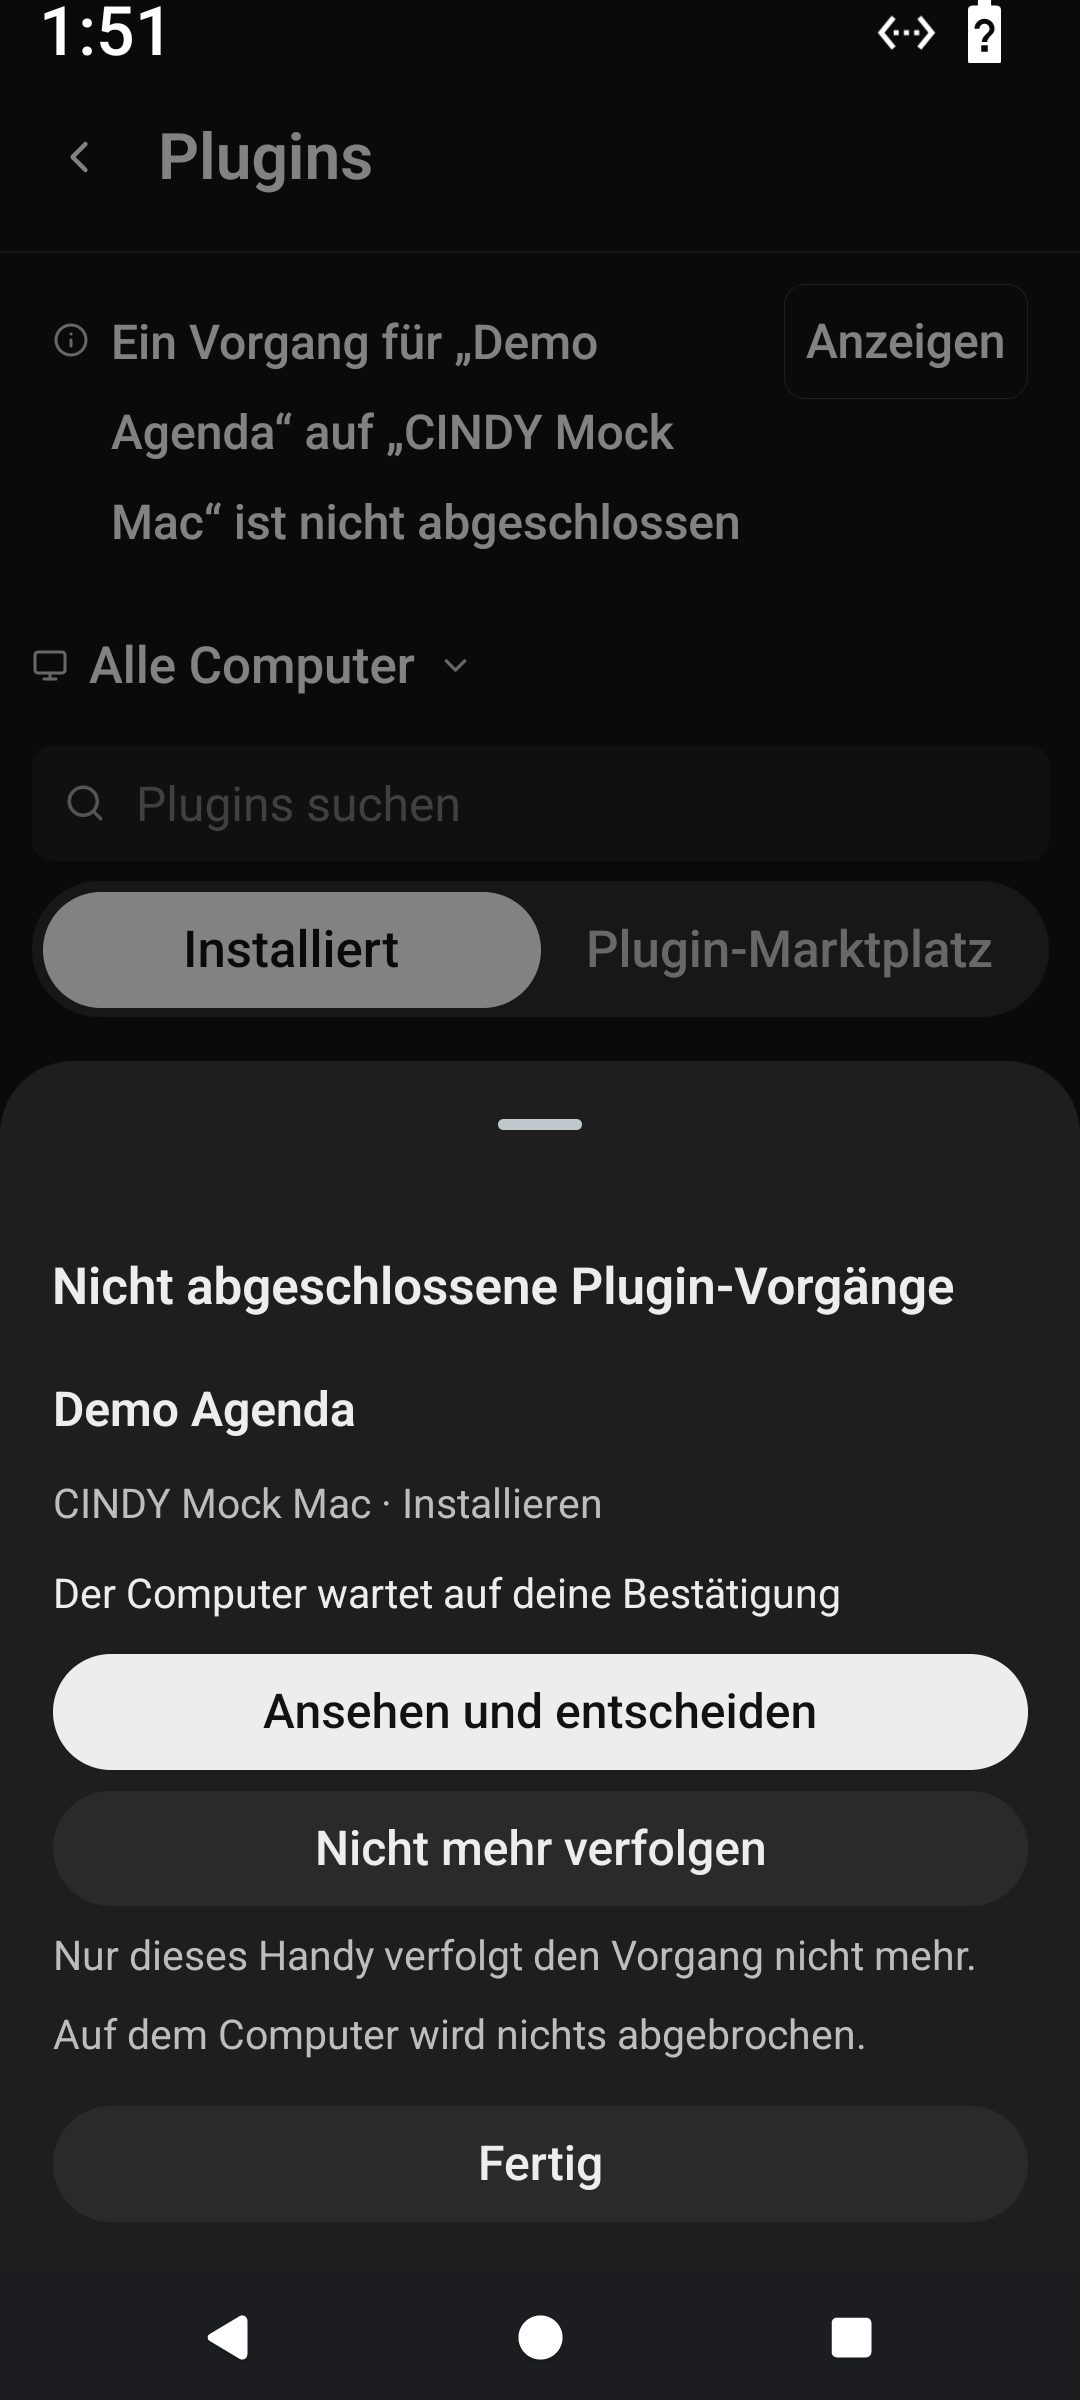 1:51
Plugins
Ein Vorgang für „Demo
Agenda“ auf „CINDY Mock
Mac“ ist nicht abgeschlossen
Anzeigen
Alle Computer
Plugins suchen
Installiert
Plugin-Marktplatz
Nicht abgeschlossene Plugin-Vorgänge
Demo Agenda
CINDY Mock Mac · Installieren
Der Computer wartet auf deine Bestätigung
Ansehen und entscheiden
Nicht mehr verfolgen
Nur dieses Handy verfolgt den Vorgang nicht mehr.
Auf dem Computer wird nichts abgebrochen.
Fertig